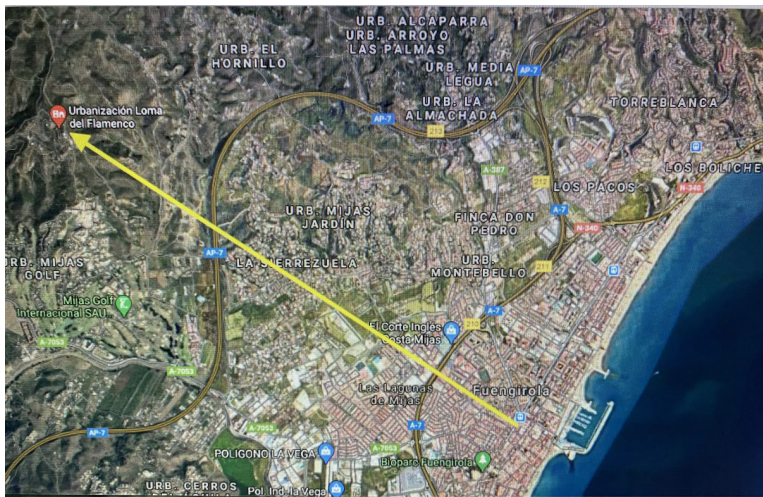 URB. ALCAPARRA
URB. ARROYO
LAS PALMAS
URB. EL
HORNILLO
URB. MEDIA
LEGUA
AP-7
Urbanización Loma
del Flamenco
URB. LA
ALMACHADA
TORREBLANCA
AP-7
213
A-387
LOS BOLICHE
212
LOS PACOS
N-340
URB. MIJAS
JARDÍN
FINCA DON
PEDRO
A-7
N-340
AP-7
LA SIERREZUELA
URB. MIJAS
GOLF
URB.
MONTEBELLO
211
Mijas Golf
Internacional SAU...
A-7
210
El Corte Inglés
Costa Mijas
A-7053
A-7053
A-7053
Las Lagunas
de Mijas
Fuengirola
AP-7
A-7
A-7053
POLIGONO LA VEGA
Bioparc Fuengirola
URB. CERROS
DEL AGUILA
Pol. Ind. la Vega